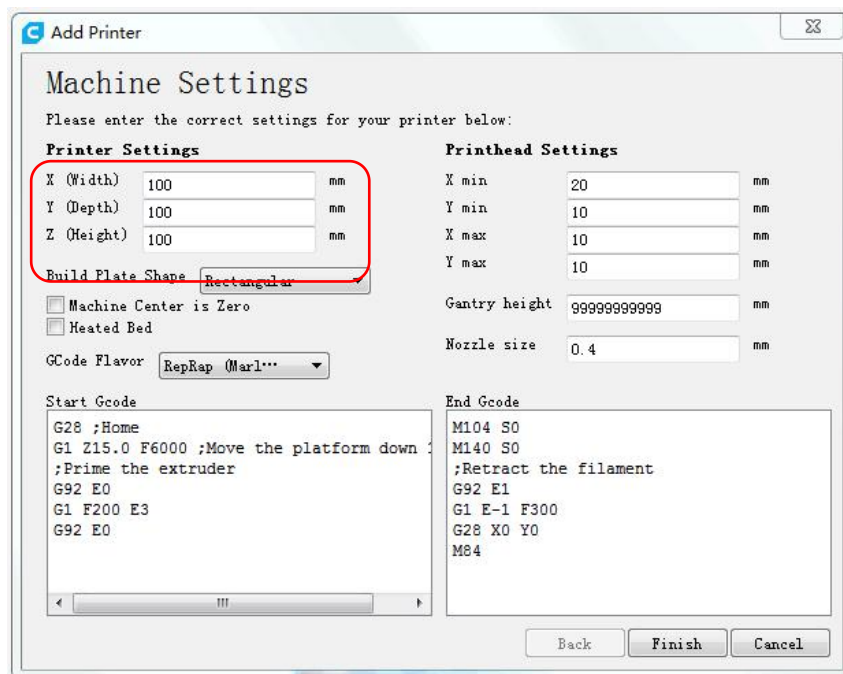 Add Printer
Machine Settings
Please enter the correct settings for your printer below:
Printer Settings
X (Width) 100 mm
Y (Depth) 100 mm
Z (Height) 100 mm
Build Plate Shape Rectangular
Machine Center is Zero
Heated Bed
GCode Flavor RepRap (Marl...
Printhead Settings
X min 20 mm
Y min 10 mm
X max 10 mm
Y max 10 mm
Gantry height 99999999999 mm
Nozzle size 0.4 mm
Start Gcode
G28 ;Home
G1 Z15.0 F6000 ;Move the platform down
;Prime the extruder
G92 E0
G1 F200 E3
G92 E0
End Gcode
M104 S0
M140 S0
;Retract the filament
G92 E1
G1 E-1 F300
G28 X0 Y0
M84
Back Finish Cancel